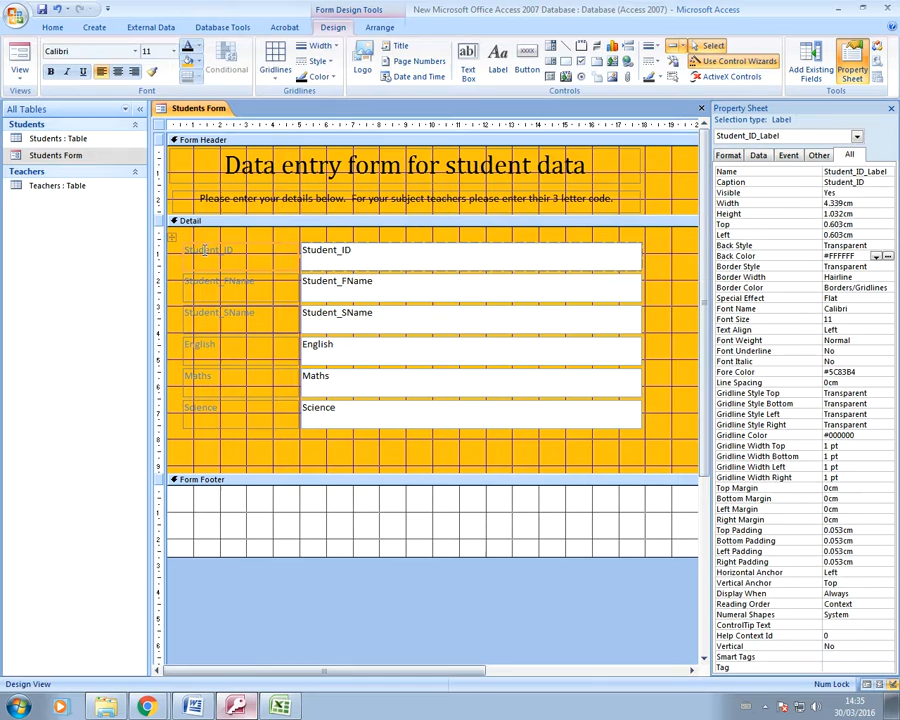 Form Design Tools
New Microsoft Office Access 2007 Database : Database (Access 2007) - Microsoft Access
Home Create External Data Database Tools Acrobat Design Arrange
View
Views
Calibri 11
Conditional
Font
Gridlines
Width
Style
Color
Gridlines
Logo
Title
Page Numbers
Date and Time
Text Box
Label
Button
Select
Use Control Wizards
ActiveX Controls
Controls
Add Existing Fields
Property Sheet
Tools
All Tables
Students
Students : Table
Students Form
Teachers
Teachers : Table
Students Form
Form Header
Data entry form for student data
Please enter your details below. For your subject teachers please enter their 3 letter code.
Detail
Student_ID Student_ID
Student_FName Student_FName
Student_SName Student_SName
English English
Maths Maths
Science Science
Form Footer
Property Sheet
Selection type: Label
Student_ID_Label
Format Data Event Other All
Name Student_ID_Label
Caption Student_ID
Visible Yes
Width 4.339cm
Height 1.032cm
Top 0.603cm
Left 0.603cm
Back Style Transparent
Back Color #FFFFFF
Border Style Transparent
Border Width Hairline
Border Color Borders/Gridlines
Special Effect Flat
Font Name Calibri
Font Size 11
Text Align Left
Font Weight Normal
Font Underline No
Font Italic No
Fore Color #5C83B4
Line Spacing 0cm
Gridline Style Top Transparent
Gridline Style Bottom Transparent
Gridline Style Left Transparent
Gridline Style Right Transparent
Gridline Color #000000
Gridline Width Top 1 pt
Gridline Width Bottom 1 pt
Gridline Width Left 1 pt
Gridline Width Right 1 pt
Top Margin 0cm
Bottom Margin 0cm
Left Margin 0cm
Right Margin 0cm
Top Padding 0.053cm
Bottom Padding 0.053cm
Left Padding 0.053cm
Right Padding 0.053cm
Horizontal Anchor Left
Vertical Anchor Top
Display When Always
Reading Order Context
Numeral Shapes System
ControlTip Text
Help Context Id 0
Vertical No
Smart Tags
Tag
Design View
Num Lock
14:35
30/03/2016